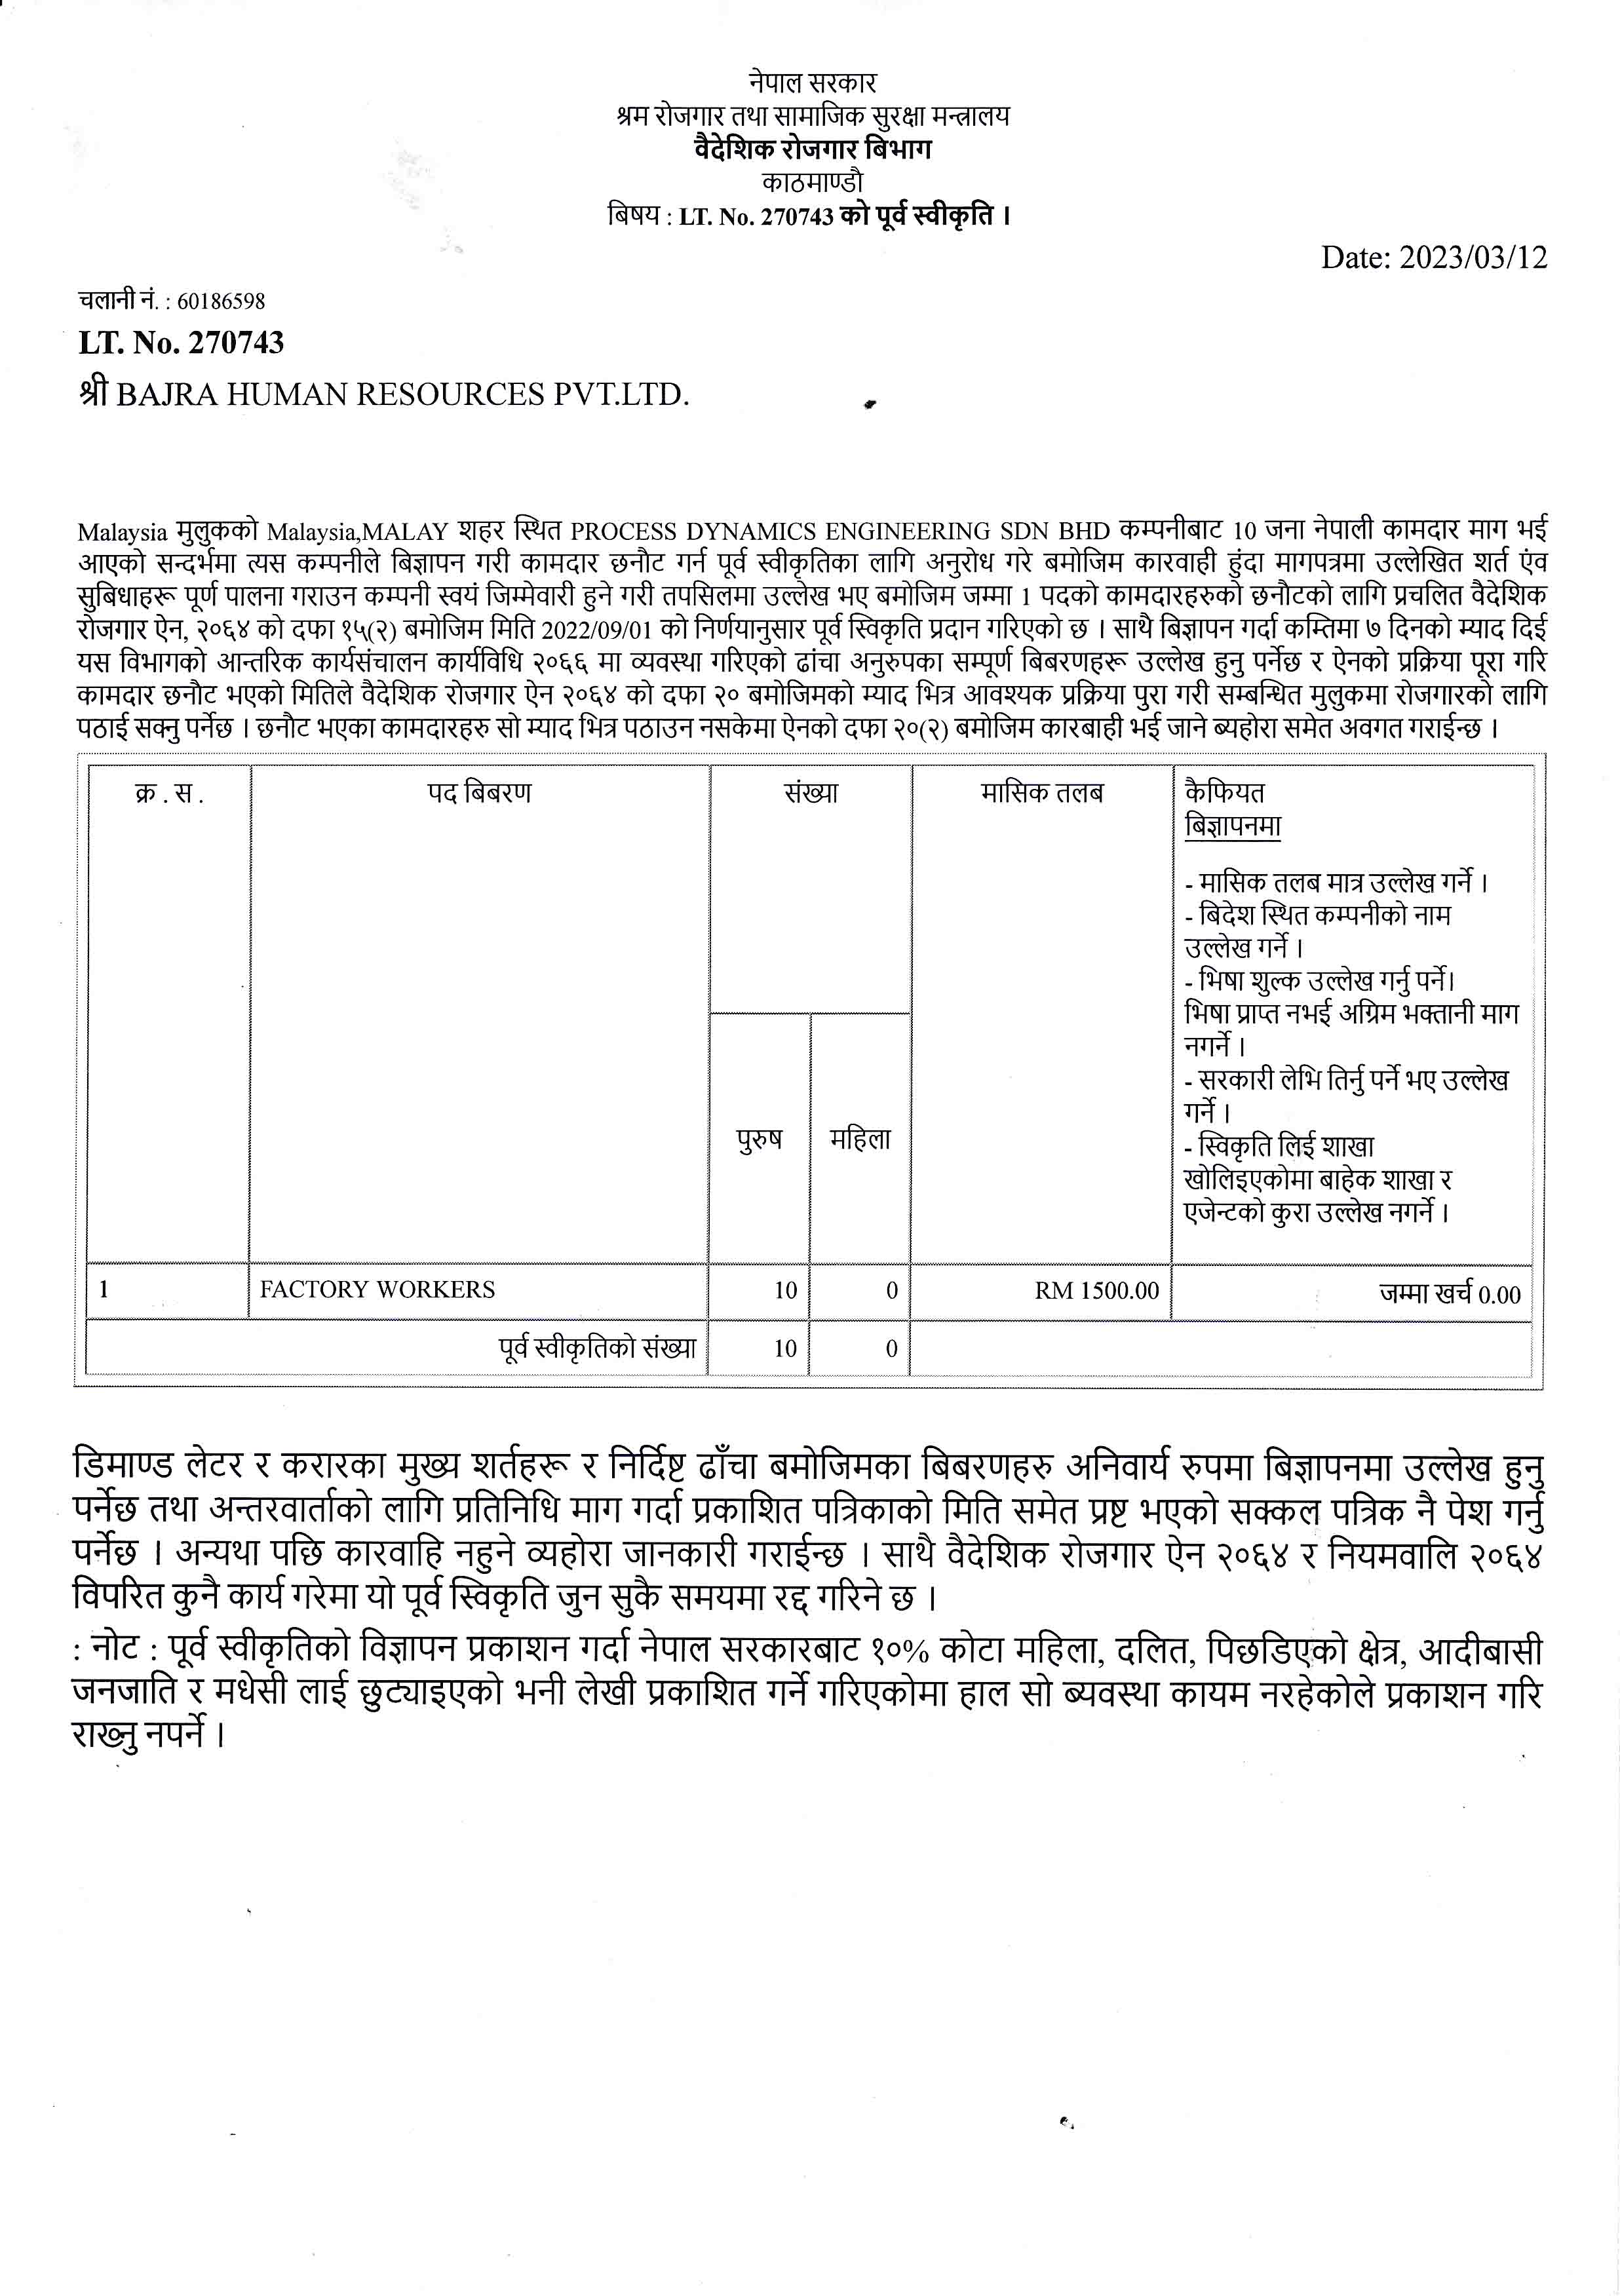 नेपाल सरकार
श्रम रोजगार तथा सामाजिक सुरक्षा मन्त्रालय
वैदेशिक रोजगार बिभाग
काठमाण्डौ
बिषय : LT. No. 270743 को पूर्व स्वीकृति ।
Date: 2023/03/12
चलानी नं. : 60186598
LT. No. 270743
श्री BAJRA HUMAN RESOURCES PVT.LTD.
Malaysia मुलुकको Malaysia,MALAY शहर स्थित PROCESS DYNAMICS ENGINEERING SDN BHD कम्पनीबाट 10 जना नेपाली कामदार माग भई
आएको सन्दर्भमा त्यस कम्पनीले बिज्ञापन गरी कामदार छनौट गर्न पूर्व स्वीकृतिका लागि अनुरोध गरे बमोजिम कारवाही हुंदा मागपत्रमा उल्लेखित शर्त एंव
सुबिधाहरू पूर्ण पालना गराउन कम्पनी स्वयं जिम्मेवारी हुने गरी तपसिलमा उल्लेख भए बमोजिम जम्मा 1 पदको कामदारहरुको छनौटको लागि प्रचलित वैदेशिक
रोजगार ऐन, २०६४ को दफा १५(२) बमोजिम मिति 2022/09/01 को निर्णयानुसार पूर्व स्विकृति प्रदान गरिएको छ । साथै बिज्ञापन गर्दा कम्तिमा ७ दिनको म्याद दिई
यस विभागको आन्तरिक कार्यसंचालन कार्यविधि २०६६ मा व्यवस्था गरिएको ढांचा अनुरुपका सम्पूर्ण बिबरणहरू उल्लेख हुनु पर्नेछ र ऐनको प्रक्रिया पूरा गरि
कामदार छनौट भएको मितिले वैदेशिक रोजगार ऐन २०६४ को दफा २० बमोजिमको म्याद भित्र आवश्यक प्रक्रिया पुरा गरी सम्बन्धित मुलुकमा रोजगारको लागि
पठाई सक्नु पर्नेछ । छनौट भएका कामदारहरु सो म्याद भित्र पठाउन नसकेमा ऐनको दफा २०(२) बमोजिम कारबाही भई जाने ब्यहोरा समेत अवगत गराईन्छ ।
क्र . स . पद बिबरण संख्या मासिक तलब कैफियत
बिज्ञापनमा
- मासिक तलब मात्र उल्लेख गर्ने ।
- बिदेश स्थित कम्पनीको नाम
उल्लेख गर्ने ।
- भिषा शुल्क उल्लेख गर्नु पर्ने।
भिषा प्राप्त नभई अग्रिम भक्तानी माग
नगर्ने ।
- सरकारी लेभि तिर्नु पर्ने भए उल्लेख
गर्ने ।
- स्विकृति लिई शाखा
खोलिइएकोमा बाहेक शाखा र
एजेन्टको कुरा उल्लेख नगर्ने ।
पुरुष महिला
1 FACTORY WORKERS 10 0 RM 1500.00 जम्मा खर्च 0.00
पूर्व स्वीकृतिको संख्या 10 0
डिमाण्ड लेटर र करारका मुख्य शर्तहरू र निर्दिष्ट ढाँचा बमोजिमका बिबरणहरु अनिवार्य रुपमा बिज्ञापनमा उल्लेख हुनु
पर्नेछ तथा अन्तरवार्ताको लागि प्रतिनिधि माग गर्दा प्रकाशित पत्रिकाको मिति समेत प्रष्ट भएको सक्कल पत्रिक नै पेश गर्नु
पर्नेछ । अन्यथा पछि कारवाहि नहुने व्यहोरा जानकारी गराईन्छ । साथै वैदेशिक रोजगार ऐन २०६४ र नियमवालि २०६४
विपरित कुनै कार्य गरेमा यो पूर्व स्विकृति जुन सुकै समयमा रद्द गरिने छ ।
: नोट : पूर्व स्वीकृतिको विज्ञापन प्रकाशन गर्दा नेपाल सरकारबाट १०% कोटा महिला, दलित, पिछडिएको क्षेत्र, आदीबासी
जनजाति र मधेसी लाई छुट्याइएको भनी लेखी प्रकाशित गर्ने गरिएकोमा हाल सो ब्यवस्था कायम नरहेकोले प्रकाशन गरि
राख्नु नपर्ने ।